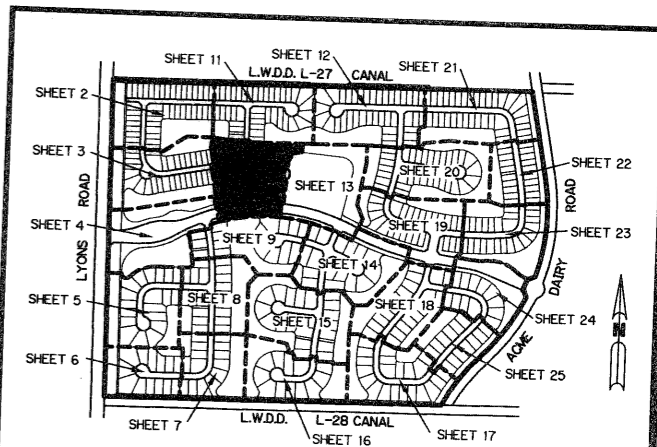 SHEET 12
SHEET 11
SHEET 21
L.W.D.D. L-27 CANAL
SHEET 2
SHEET 3
SHEET 22
SHEET 20
SHEET 13
LYONS ROAD
ROAD
SHEET 4
SHEET 19
SHEET 23
SHEET 9
SHEET 14
DAIRY
SHEET 5
SHEET 8
SHEET 18
SHEET 24
SHEET 15
ACME
N
SHEET 6
SHEET 25
L.W.D.D. L-28 CANAL
SHEET 7
SHEET 16
SHEET 17